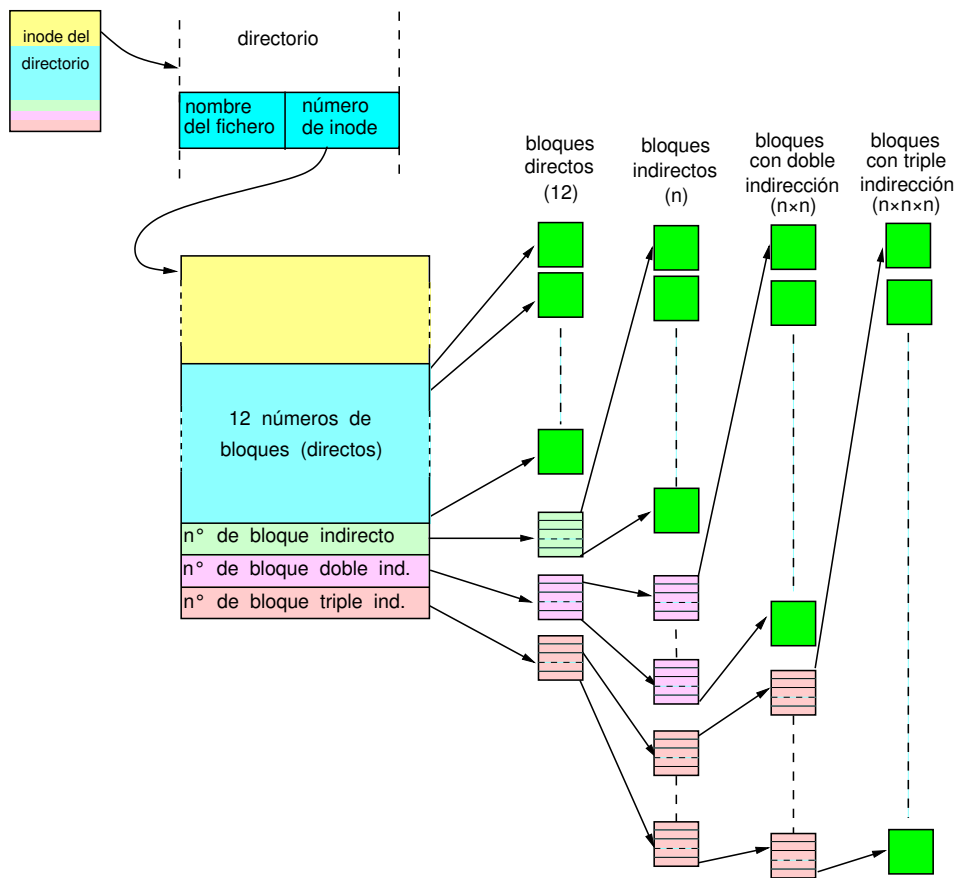 inode del
directorio
directorio
nombre
del fichero
número
de inode
bloques
directos
(12)
bloques
indirectos
(n)
bloques
con doble
indirección
(n×n)
bloques
con triple
indirección
(n×n×n)
12 números de
bloques (directos)
n° de bloque indirecto
n° de bloque doble ind.
n° de bloque triple ind.